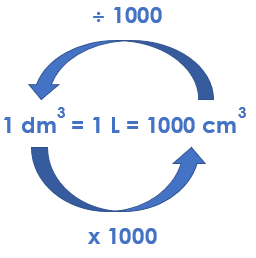 ÷ 1000
1 dm³ = 1 L = 1000 cm³
x 1000